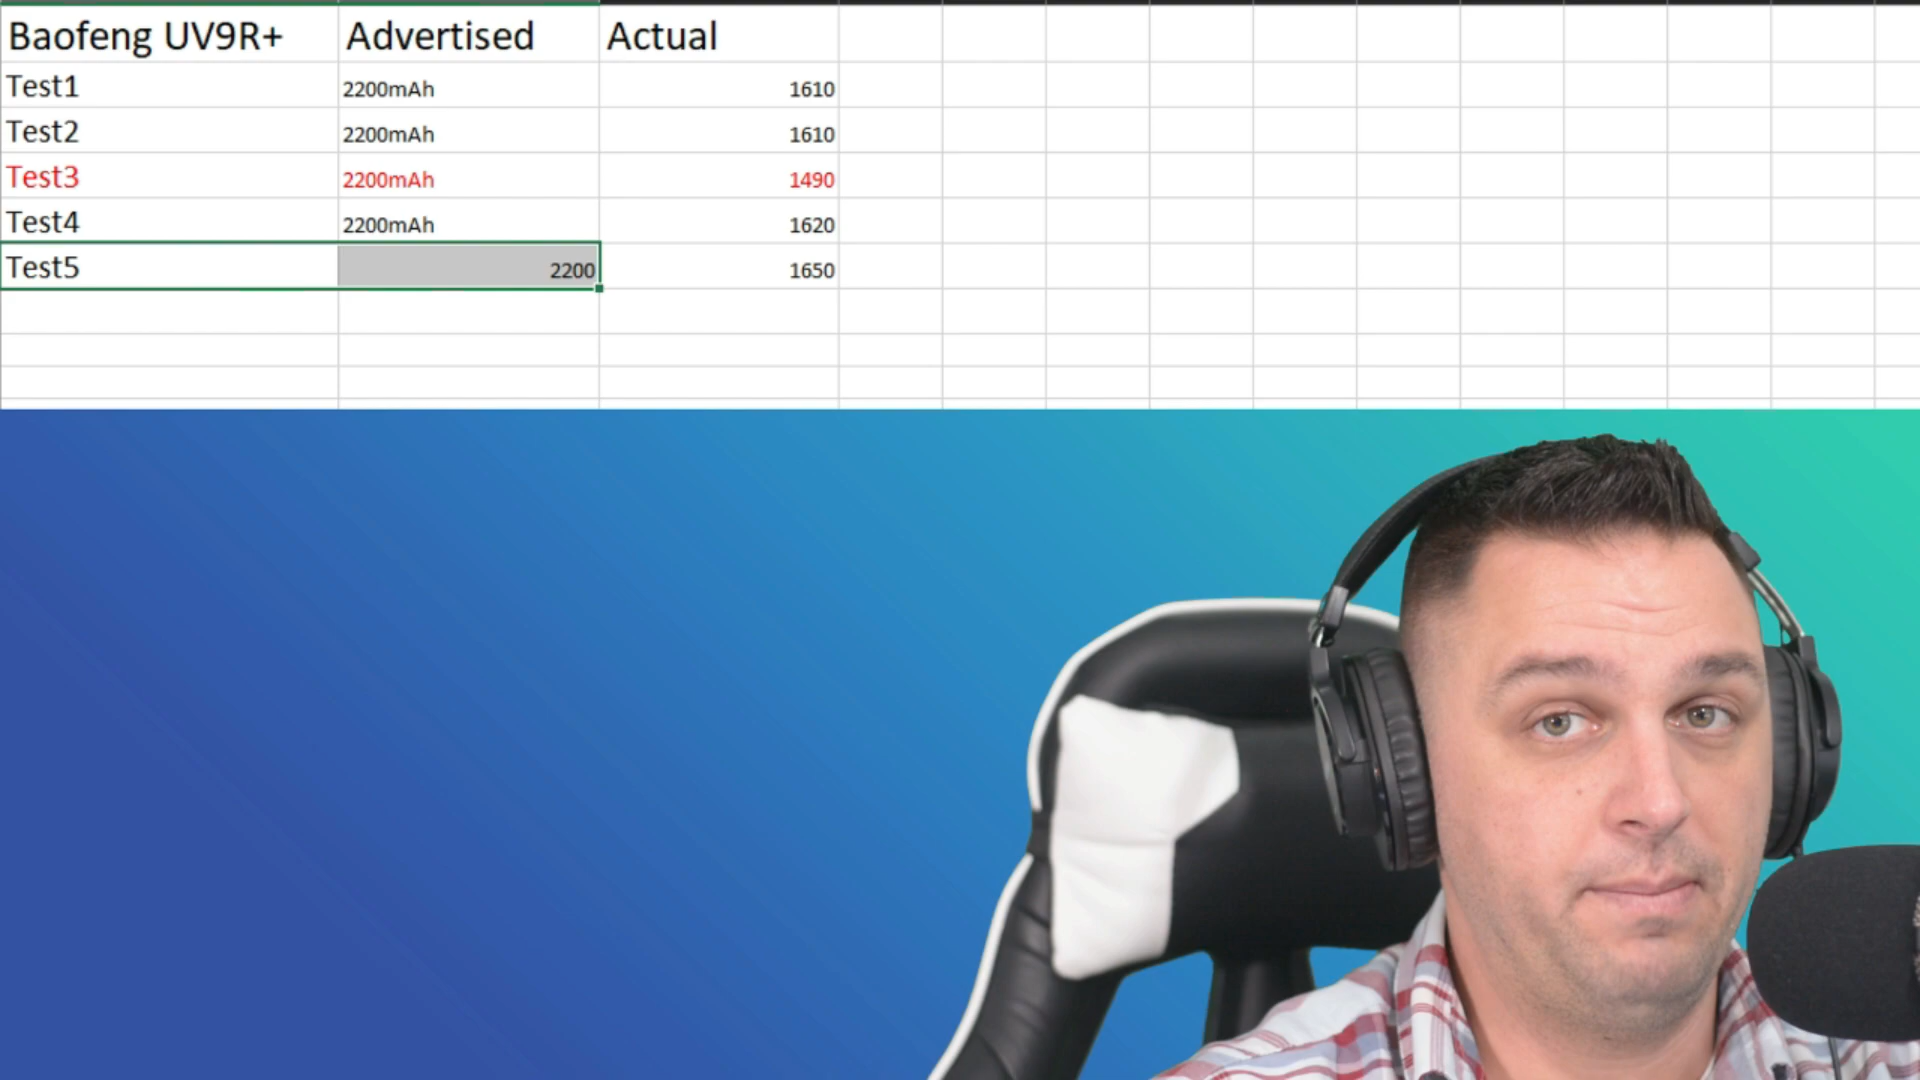 Baofeng UV9R+ Advertised Actual
Test1 2200mAh 1610
Test2 2200mAh 1610
Test3 2200mAh 1490
Test4 2200mAh 1620
Test5 2200 1650